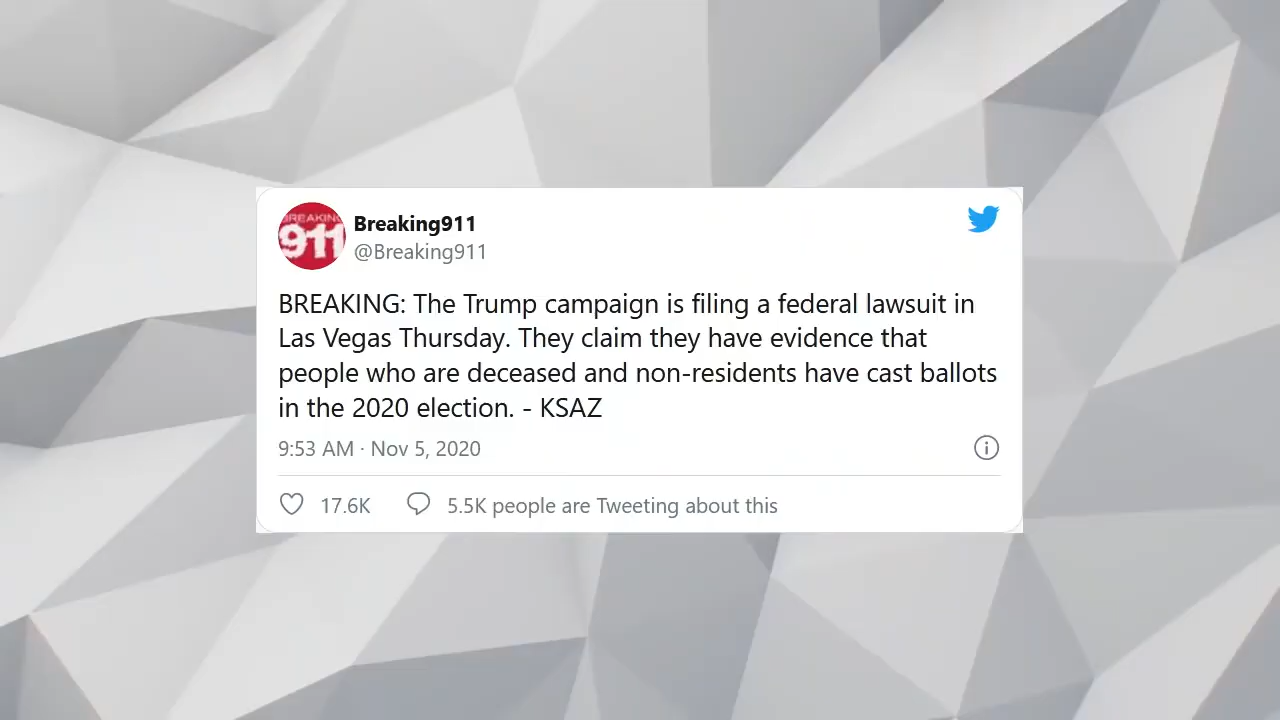 BREAKING
911
Breaking911
@Breaking911
BREAKING: The Trump campaign is filing a federal lawsuit in
Las Vegas Thursday. They claim they have evidence that
people who are deceased and non-residents have cast ballots
in the 2020 election. - KSAZ
9:53 AM · Nov 5, 2020
17.6K 5.5K people are Tweeting about this